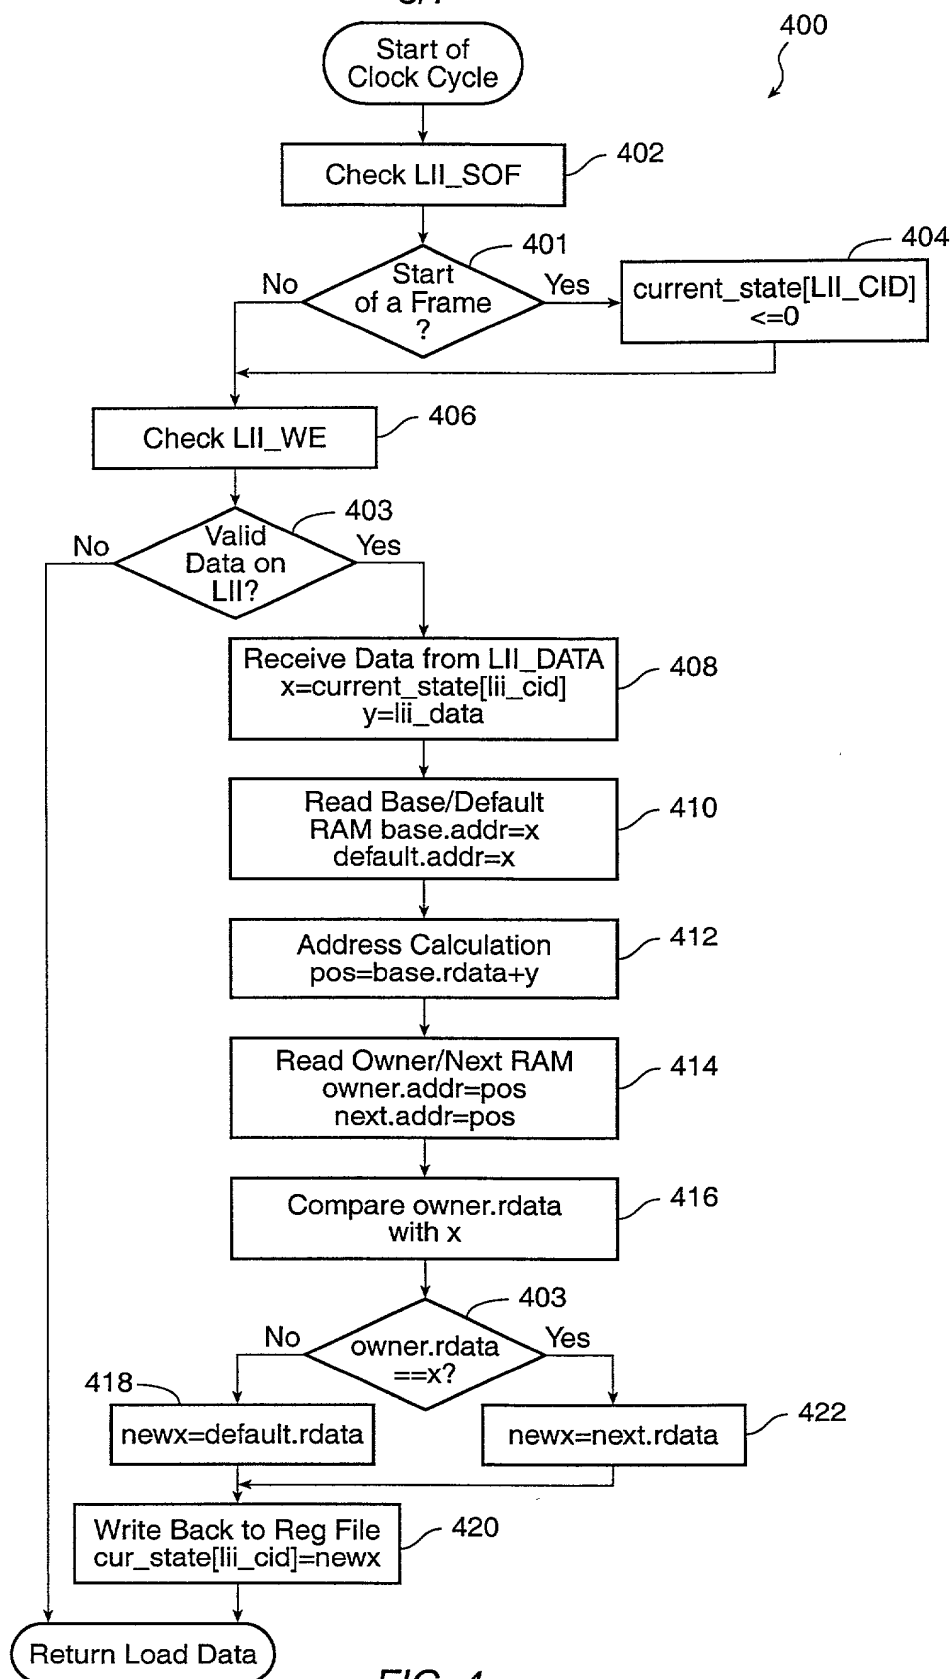 400
Start of
Clock Cycle
Check LII_SOF
402
401
Start
of a Frame
?
No
Yes
404
current_state[LII_CID]
<=0
Check LII_WE
406
403
Valid
Data on
LII?
No
Yes
Receive Data from LII_DATA
x=current_state[lii_cid]
y=lii_data
408
Read Base/Default
RAM base.addr=x
default.addr=x
410
Address Calculation
pos=base.rdata+y
412
Read Owner/Next RAM
owner.addr=pos
next.addr=pos
414
Compare owner.rdata
with x
416
403
owner.rdata
==x?
No
Yes
418
newx=default.rdata
newx=next.rdata
422
Write Back to Reg File
cur_state[lii_cid]=newx
420
Return Load Data